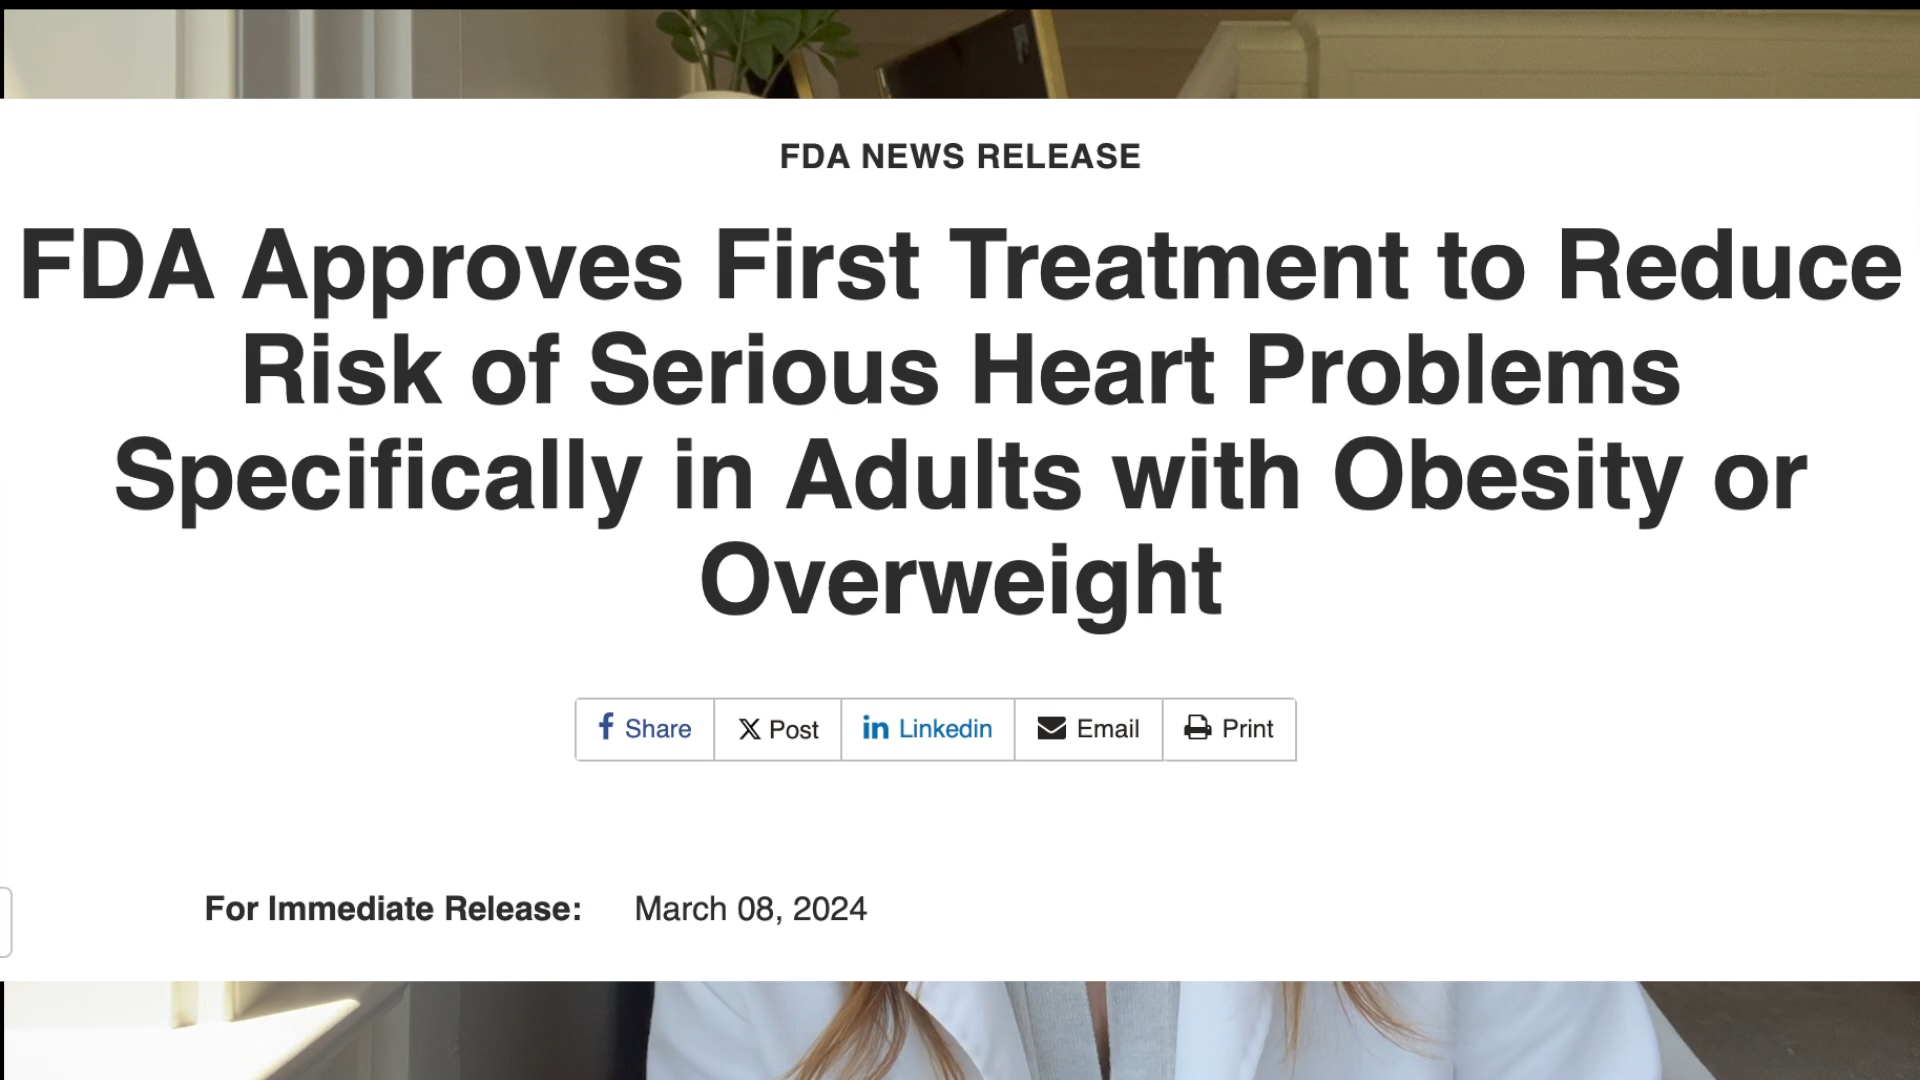 FDA NEWS RELEASE
FDA Approves First Treatment to Reduce
Risk of Serious Heart Problems
Specifically in Adults with Obesity or
Overweight
f Share
X Post
in Linkedin
Email
Print
For Immediate Release: March 08, 2024